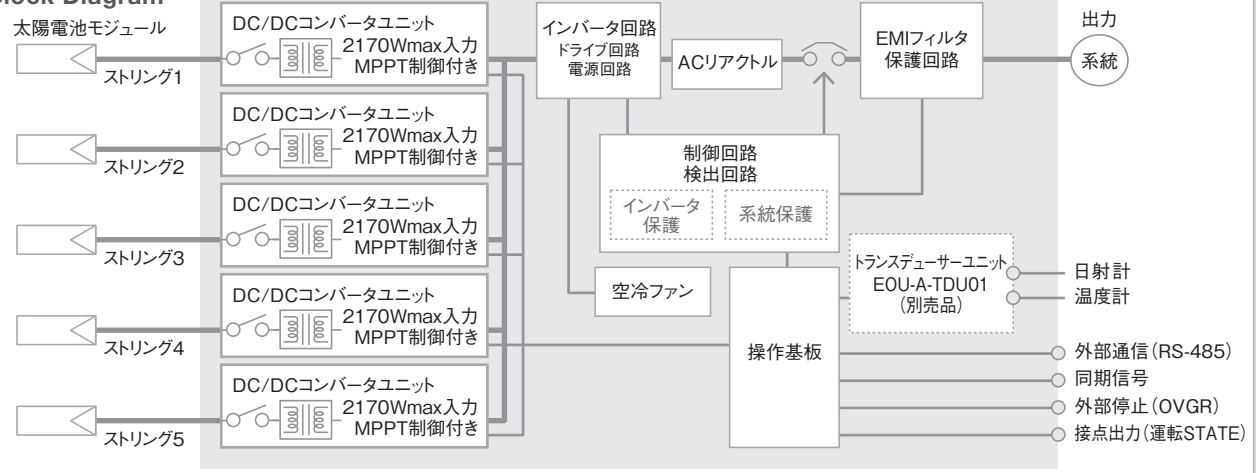 Block Diagram
太陽電池モジュール
ストリング1
DC/DCコンバータユニット
2170Wmax入力
MPPT制御付き
ストリング2
DC/DCコンバータユニット
2170Wmax入力
MPPT制御付き
ストリング3
DC/DCコンバータユニット
2170Wmax入力
MPPT制御付き
ストリング4
DC/DCコンバータユニット
2170Wmax入力
MPPT制御付き
ストリング5
DC/DCコンバータユニット
2170Wmax入力
MPPT制御付き
インバータ回路
ドライブ回路
電源回路
ACリアクトル
EMIフィルタ
保護回路
出力
系統
制御回路
検出回路
インバータ
保護
系統保護
空冷ファン
操作基板
トランスデューサーユニット
EOU-A-TDU01
（別売品）
日射計
温度計
外部通信（RS-485）
同期信号
外部停止（OVGR）
接点出力（運転STATE）